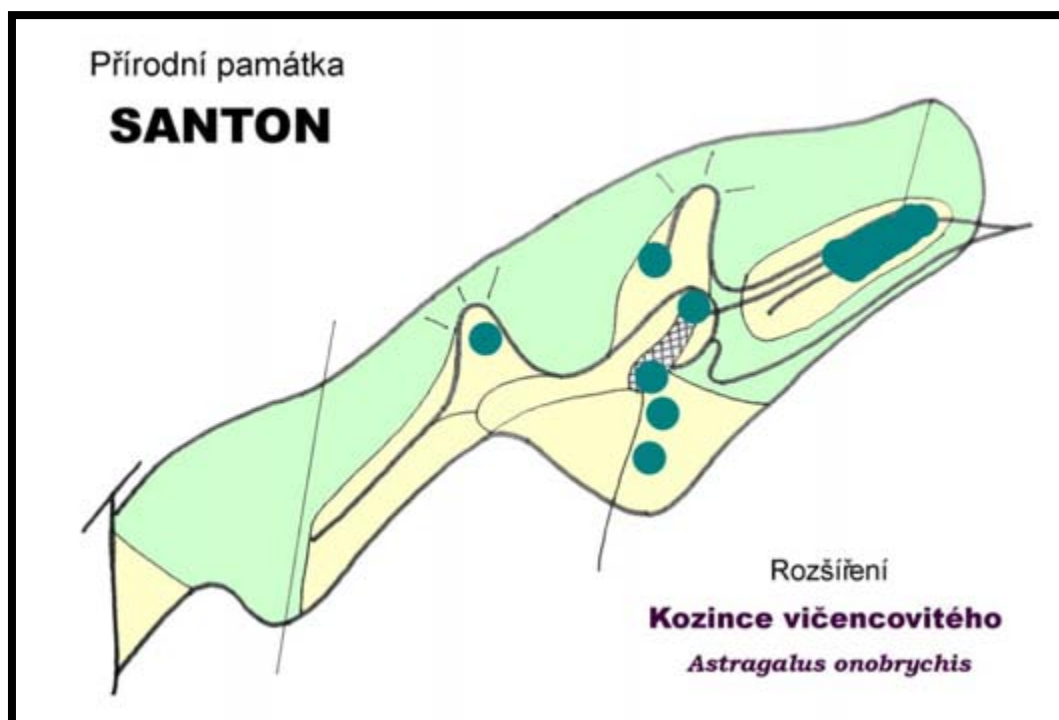 Přírodní památka
SANTON
Rozšíření
Kozince vičencovitého
Astragalus onobrychis